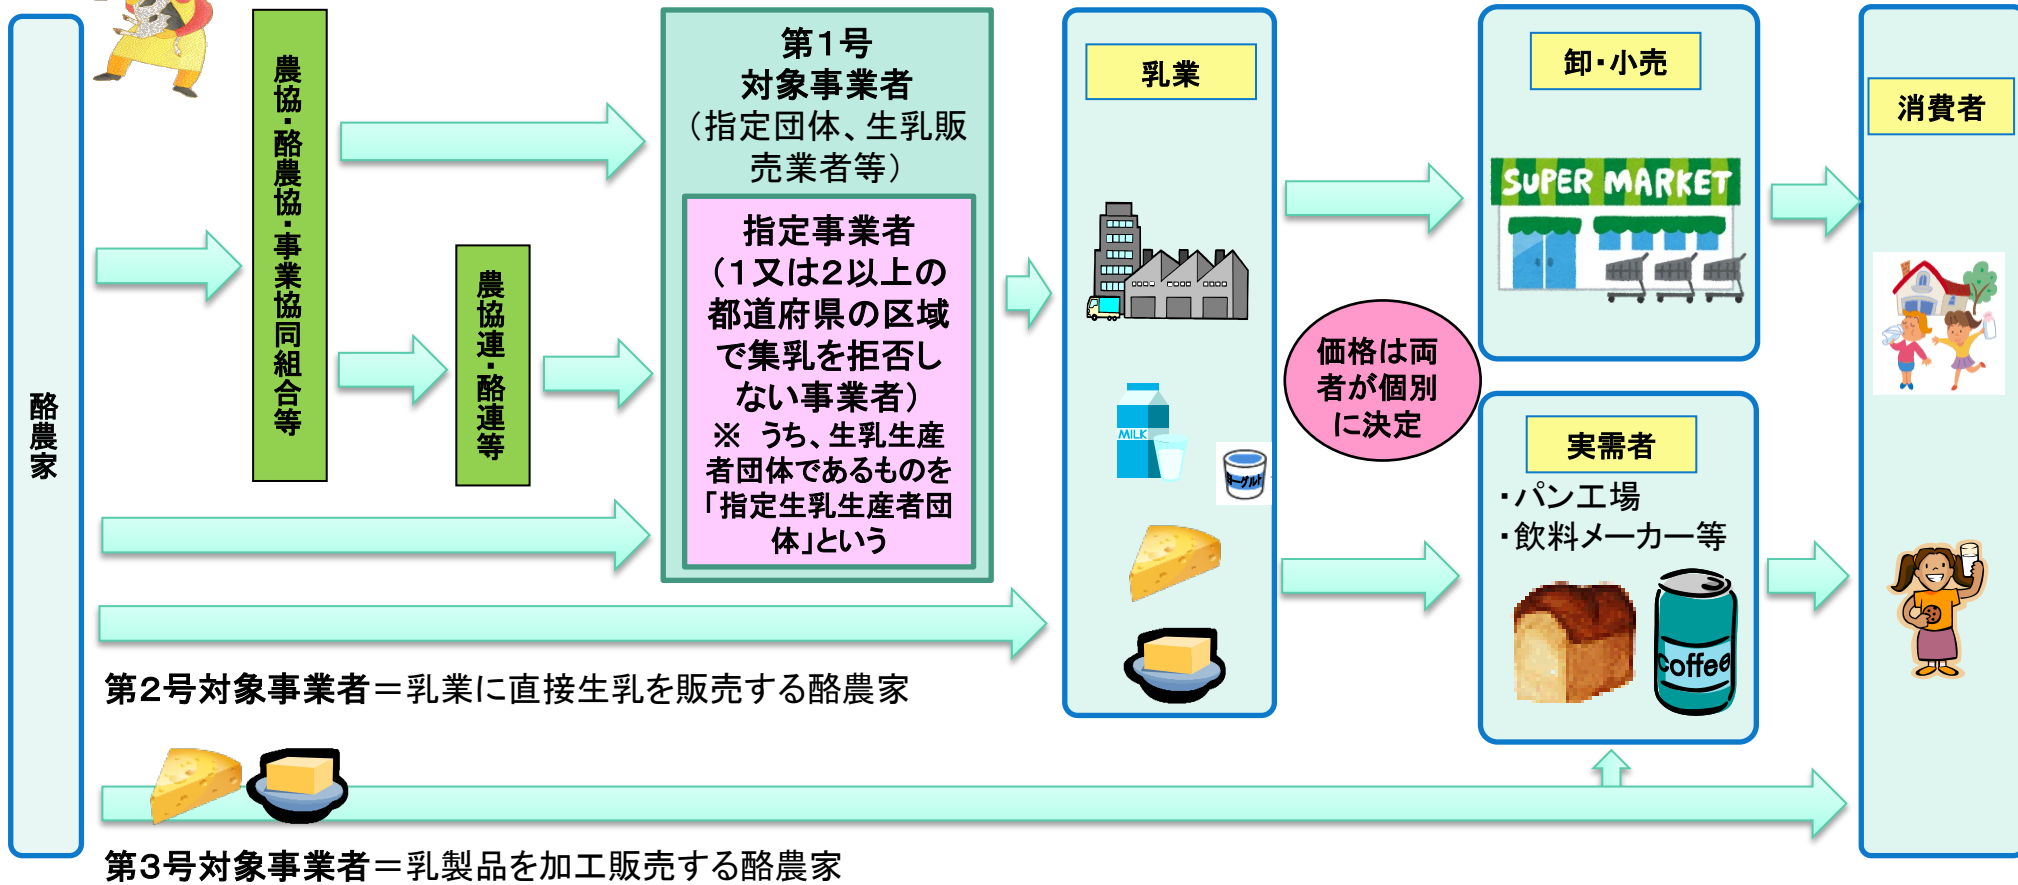 酪農家
農協・酪農協・事業協同組合等
農協連・酪連等
第１号
対象事業者
（指定団体、生乳販
売業者等）
指定事業者
（１又は２以上の
都道府県の区域
で集乳を拒否し
ない事業者）
※　うち、生乳生産
者団体であるものを
「指定生乳生産者団
体」という
乳業
MILK
ヨーグルト
価格は両
者が個別
に決定
卸・小売
SUPER MARKET
実需者
・パン工場
・飲料メーカー等
coffee
消費者
第２号対象事業者＝乳業に直接生乳を販売する酪農家
第３号対象事業者＝乳製品を加工販売する酪農家